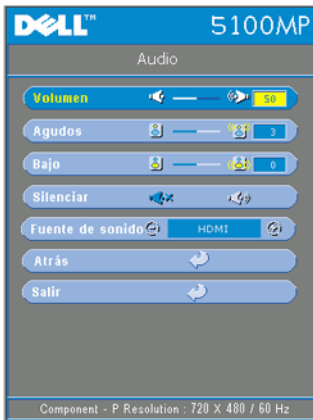 DELL™ 5100MP
Audio
Volumen 50
Agudos 3
Bajo 0
Silenciar
Fuente de sonido HDMI
Atrás
Salir
Component - P Resolution : 720 X 480 / 60 Hz